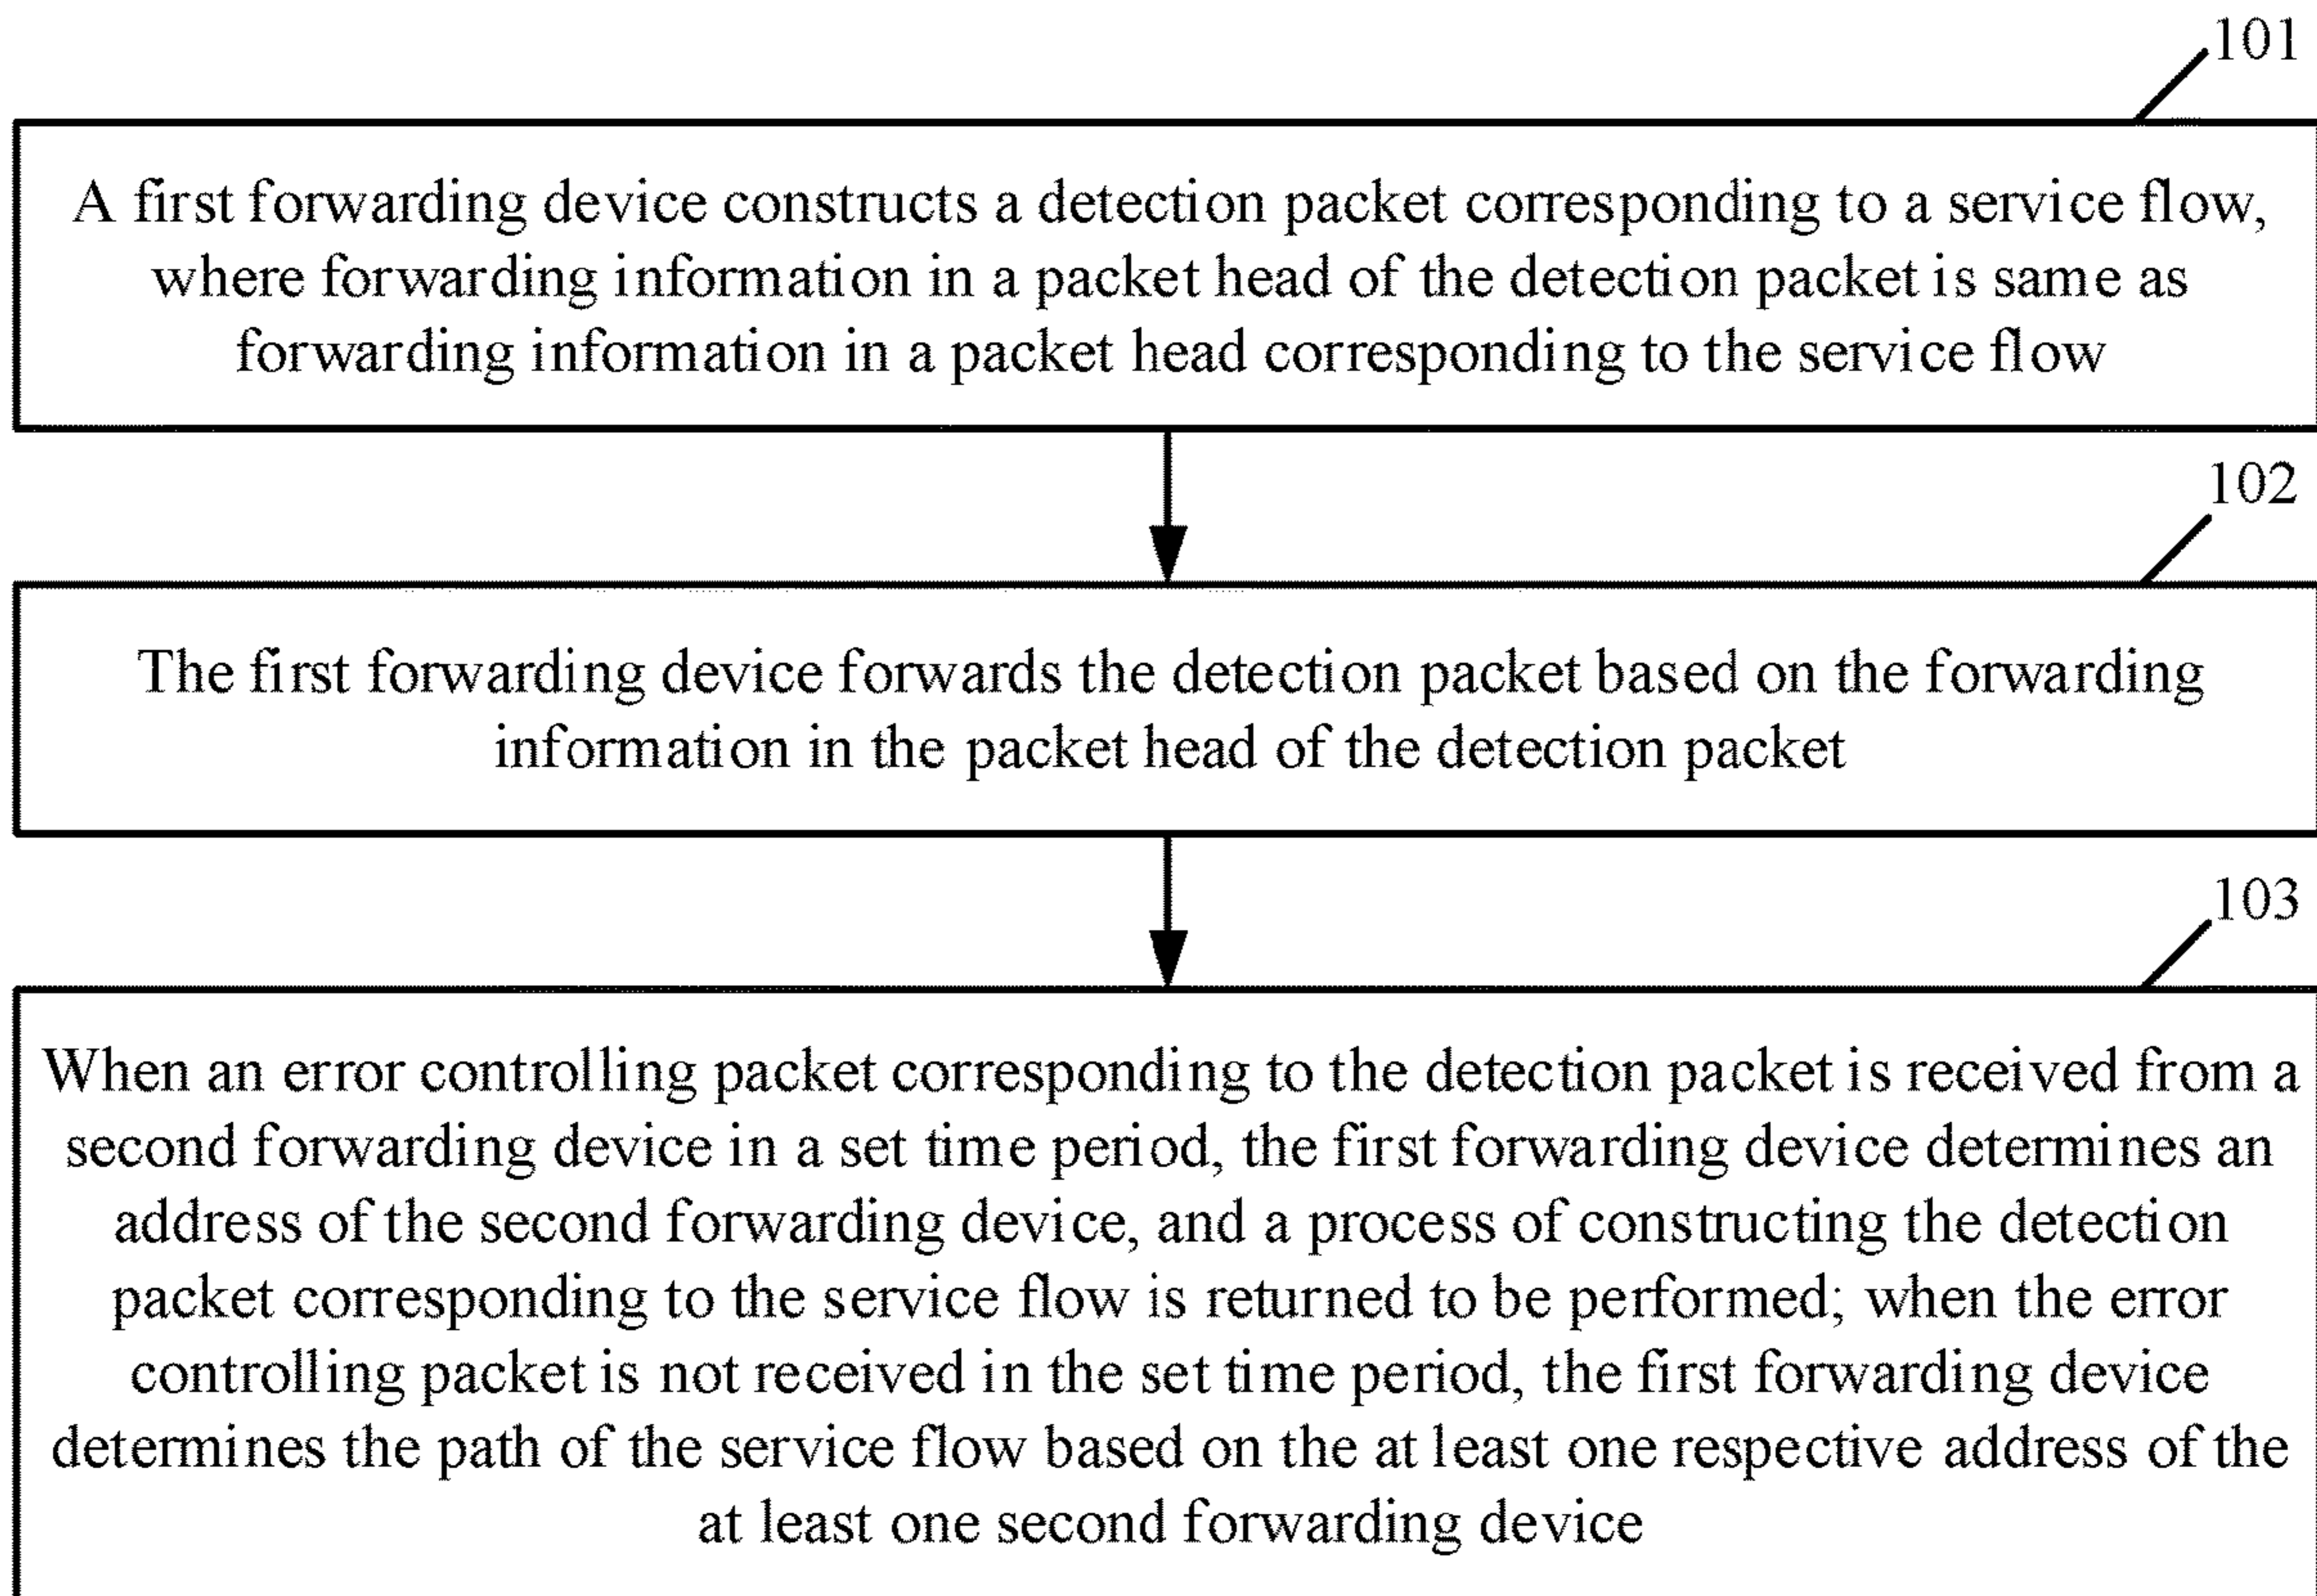 101
A first forwarding device constructs a detection packet corresponding to a service flow,
where forwarding information in a packet head of the detection packet is same as
forwarding information in a packet head corresponding to the service flow
102
The first forwarding device forwards the detection packet based on the forwarding
information in the packet head of the detection packet
103
When an error controlling packet corresponding to the detection packet is received from a
second forwarding device in a set time period, the first forwarding device determines an
address of the second forwarding device, and a process of constructing the detection
packet corresponding to the service flow is returned to be performed; when the error
controlling packet is not received in the set time period, the first forwarding device
determines the path of the service flow based on the at least one respective address of the
at least one second forwarding device